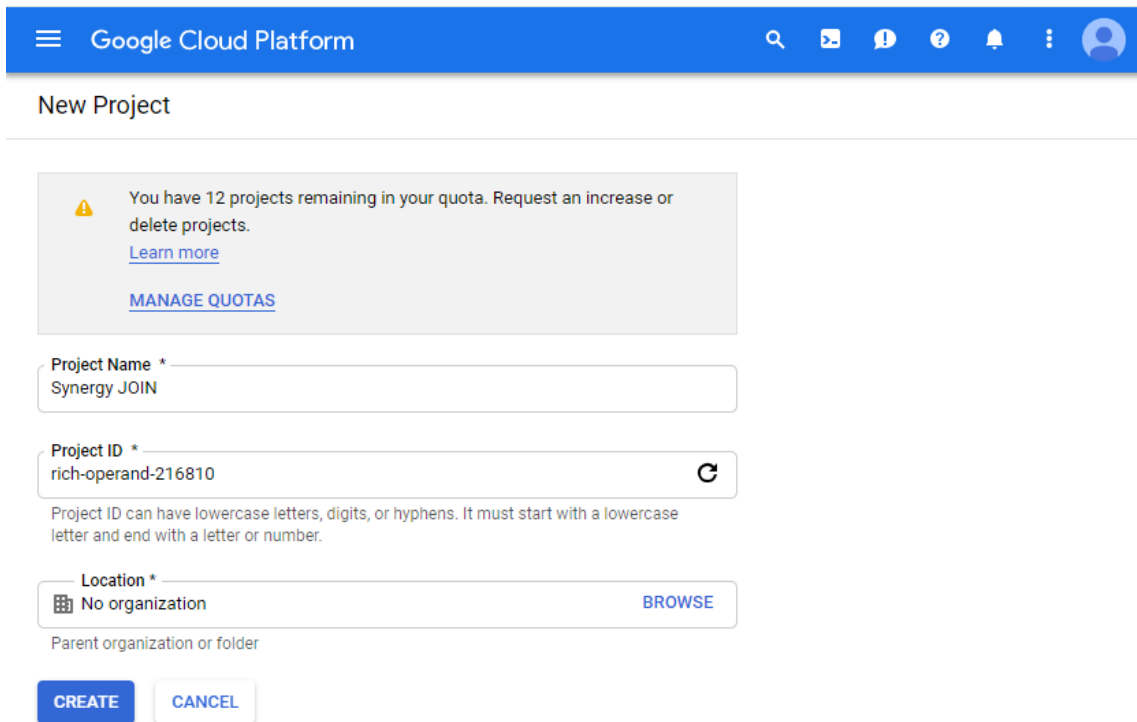 Google Cloud Platform
New Project
You have 12 projects remaining in your quota. Request an increase or
delete projects.
Learn more
MANAGE QUOTAS
Project Name *
Synergy JOIN
Project ID *
rich-operand-216810
Project ID can have lowercase letters, digits, or hyphens. It must start with a lowercase
letter and end with a letter or number.
Location *
No organization BROWSE
Parent organization or folder
CREATE CANCEL